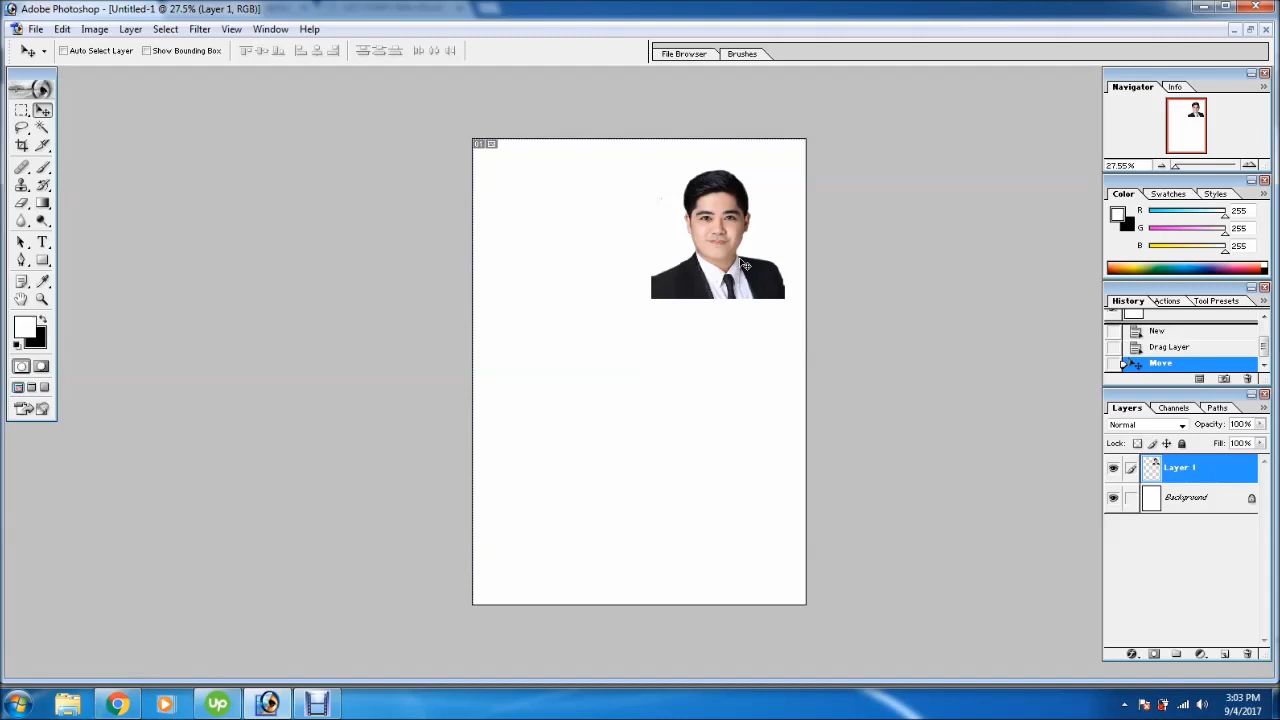 Adobe Photoshop - [Untitled-1 @ 27.5% (Layer 1, RGB)]
File Edit Image Layer Select Filter View Window Help
Auto Select Layer Show Bounding Box
File Browser Brushes
Navigator Info
27.55%
Color Swatches Styles
R 255
G 255
B 255
History Actions Tool Presets
New
Drag Layer
Move
Layers Channels Paths
Normal Opacity: 100%
Lock: Fill: 100%
Layer 1
Background
01
T
Up
3:03 PM
9/4/2017